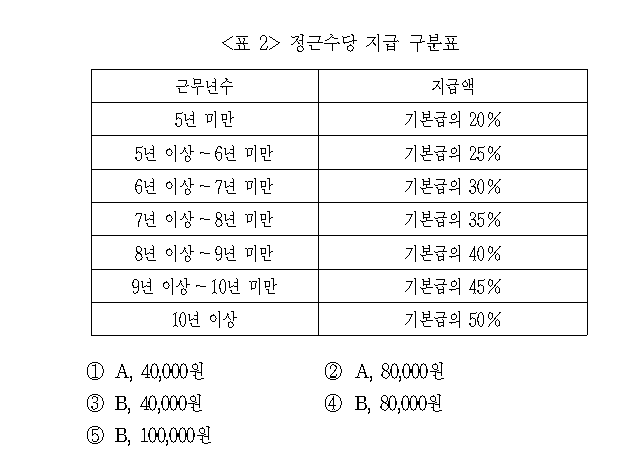 <표 2> 정근수당 지급 구분표
근무년수 지급액
5년 미만 기본급의 20%
5년 이상 ~ 6년 미만 기본급의 25%
6년 이상 ~ 7년 미만 기본급의 30%
7년 이상 ~ 8년 미만 기본급의 35%
8년 이상 ~ 9년 미만 기본급의 40%
9년 이상 ~ 10년 미만 기본급의 45%
10년 이상 기본급의 50%
① A, 40,000원 ② A, 80,000원
③ B, 40,000원 ④ B, 80,000원
⑤ B, 100,000원